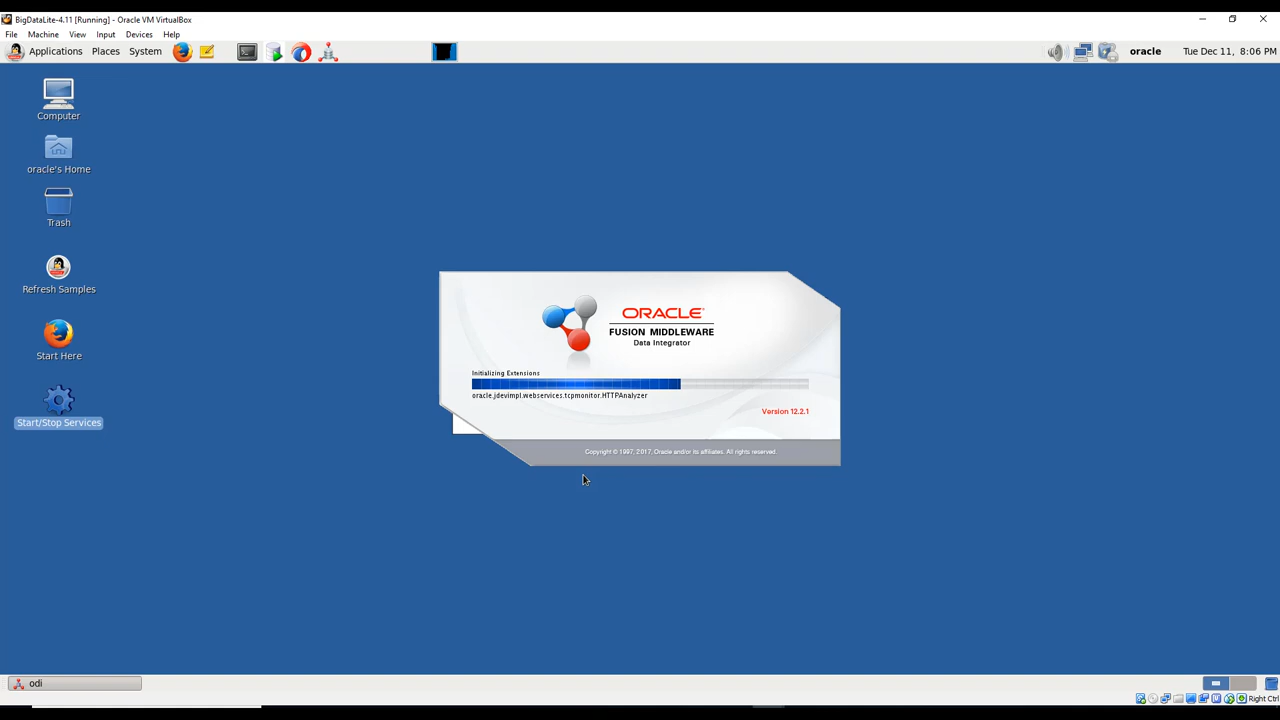 BigDataLite-4.11 [Running] - Oracle VM VirtualBox
File Machine View Input Devices Help
Applications Places System oracle Tue Dec 11, 8:06 PM
Computer
oracle's Home
Trash
Refresh Samples
Start Here
Start/Stop Services
ORACLE®
FUSION MIDDLEWARE
Data Integrator
Initializing Extensions
oracle.jdevimpl.webservices.tcpmonitor.HTTPAnalyzer
Version 12.2.1
Copyright © 1997, 2017, Oracle and/or its affiliates. All rights reserved.
odi
Right Ctrl